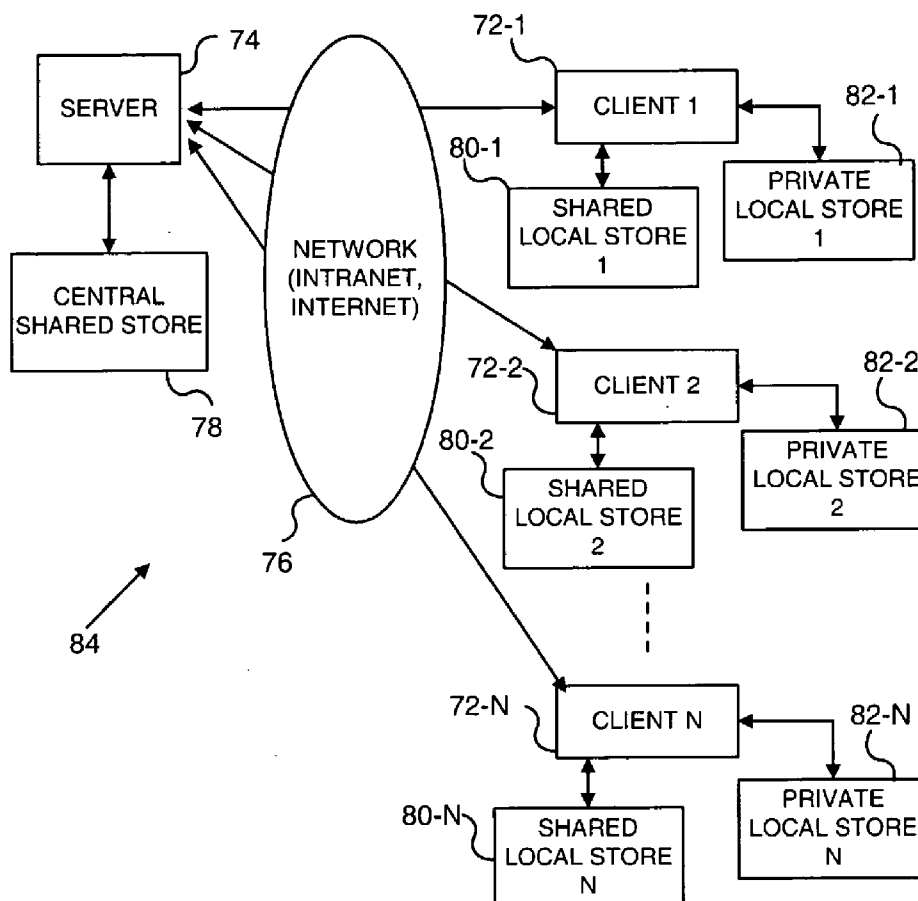 74
SERVER
CENTRAL
SHARED STORE
78
NETWORK
(INTRANET,
INTERNET)
76
84
72-1
CLIENT 1
82-1
80-1
SHARED
LOCAL STORE
1
PRIVATE
LOCAL STORE
1
72-2
CLIENT 2
82-2
80-2
SHARED
LOCAL STORE
2
PRIVATE
LOCAL STORE
2
72-N
CLIENT N
82-N
80-N
SHARED
LOCAL STORE
N
PRIVATE
LOCAL STORE
N